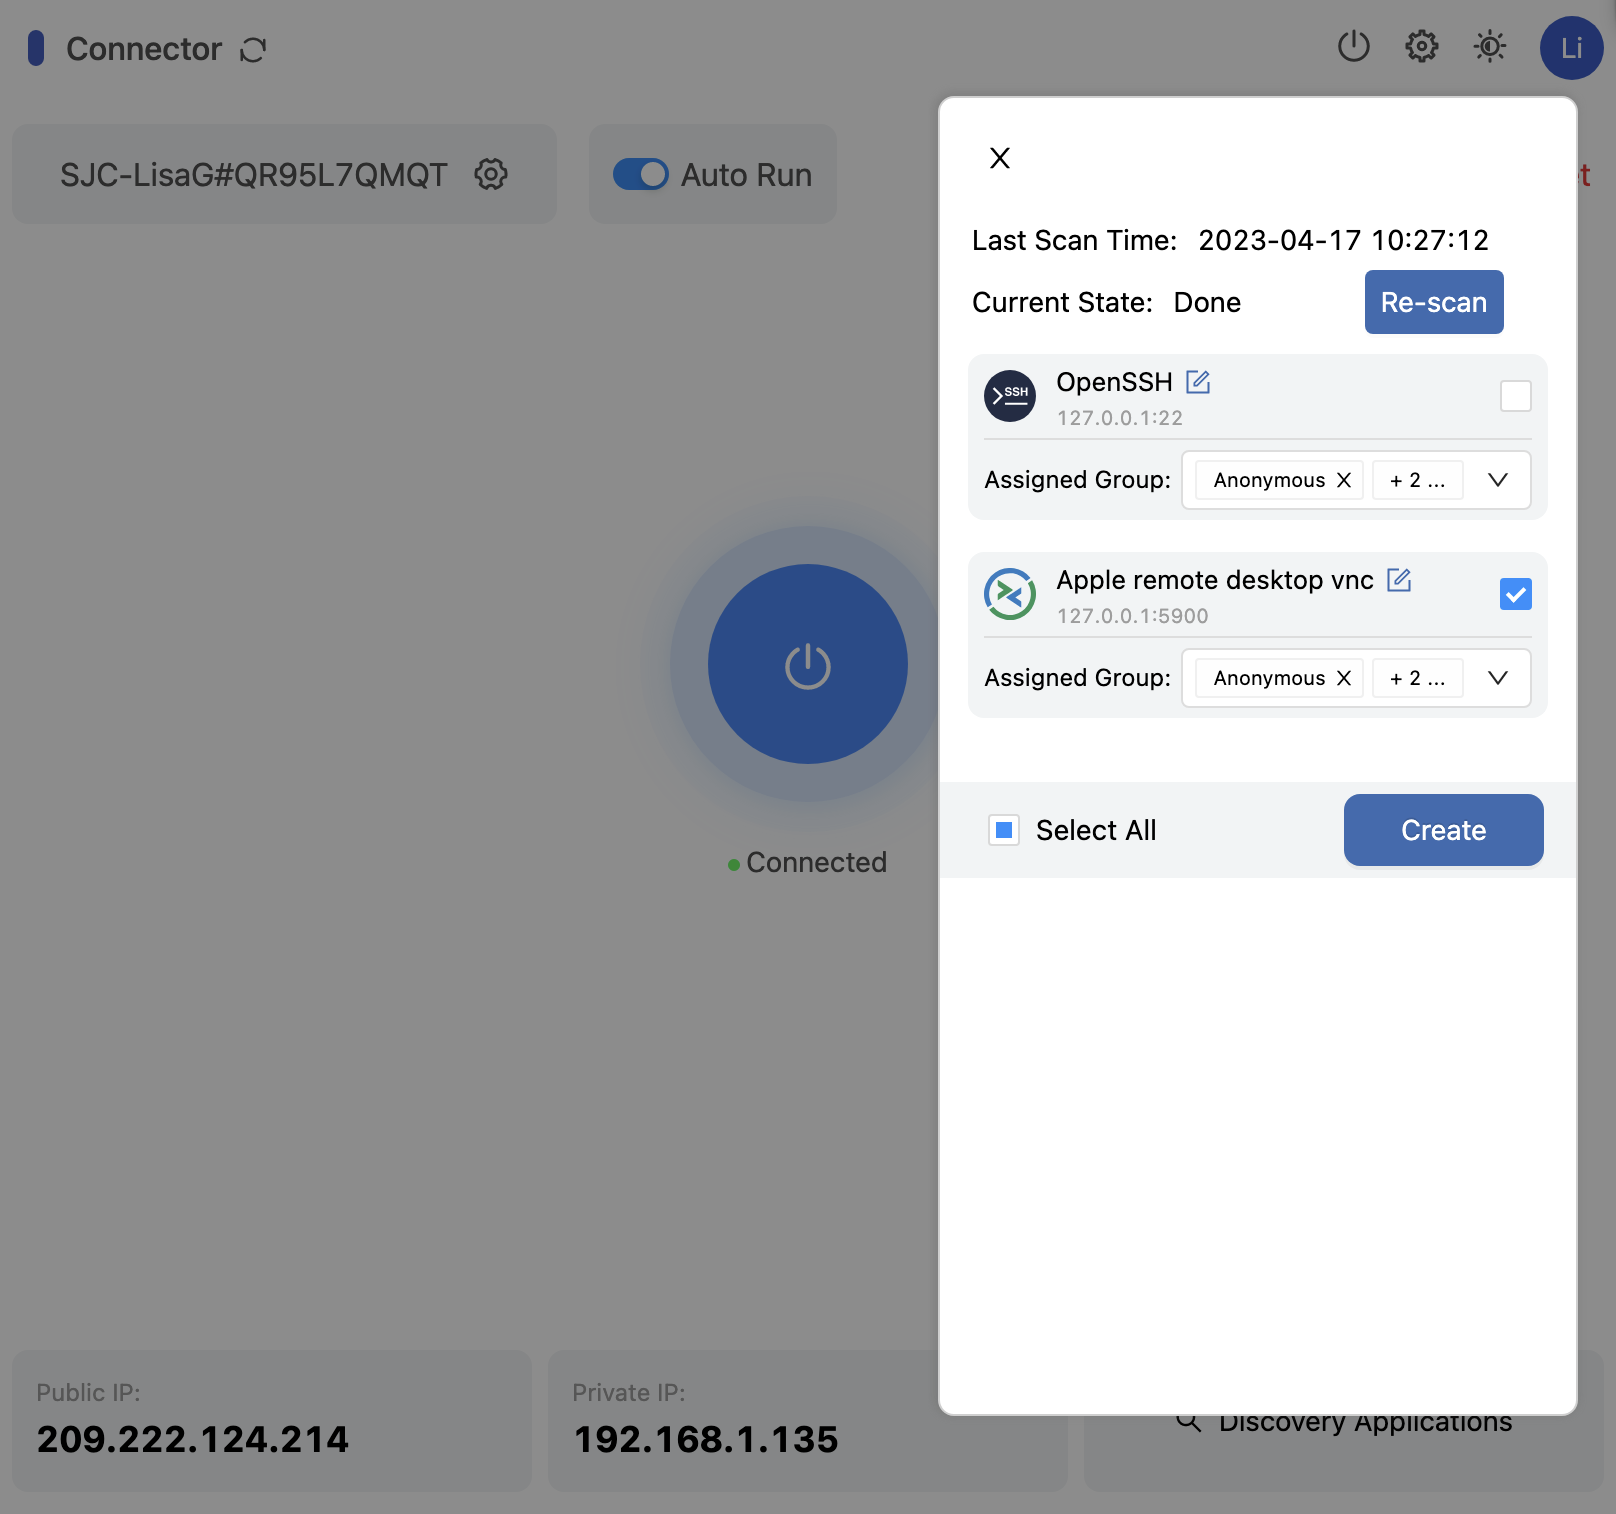 Connector
Li
SJC-LisaG#QR95L7QMQT
Auto Run
Last Scan Time: 2023-04-17 10:27:12
Current State: Done
Re-scan
SSH
OpenSSH
127.0.0.1:22
Assigned Group: Anonymous X + 2 ...
Apple remote desktop vnc
127.0.0.1:5900
Assigned Group: Anonymous X + 2 ...
Select All
Create
Connected
Public IP:
209.222.124.214
Private IP:
192.168.1.135
Discovery Applications